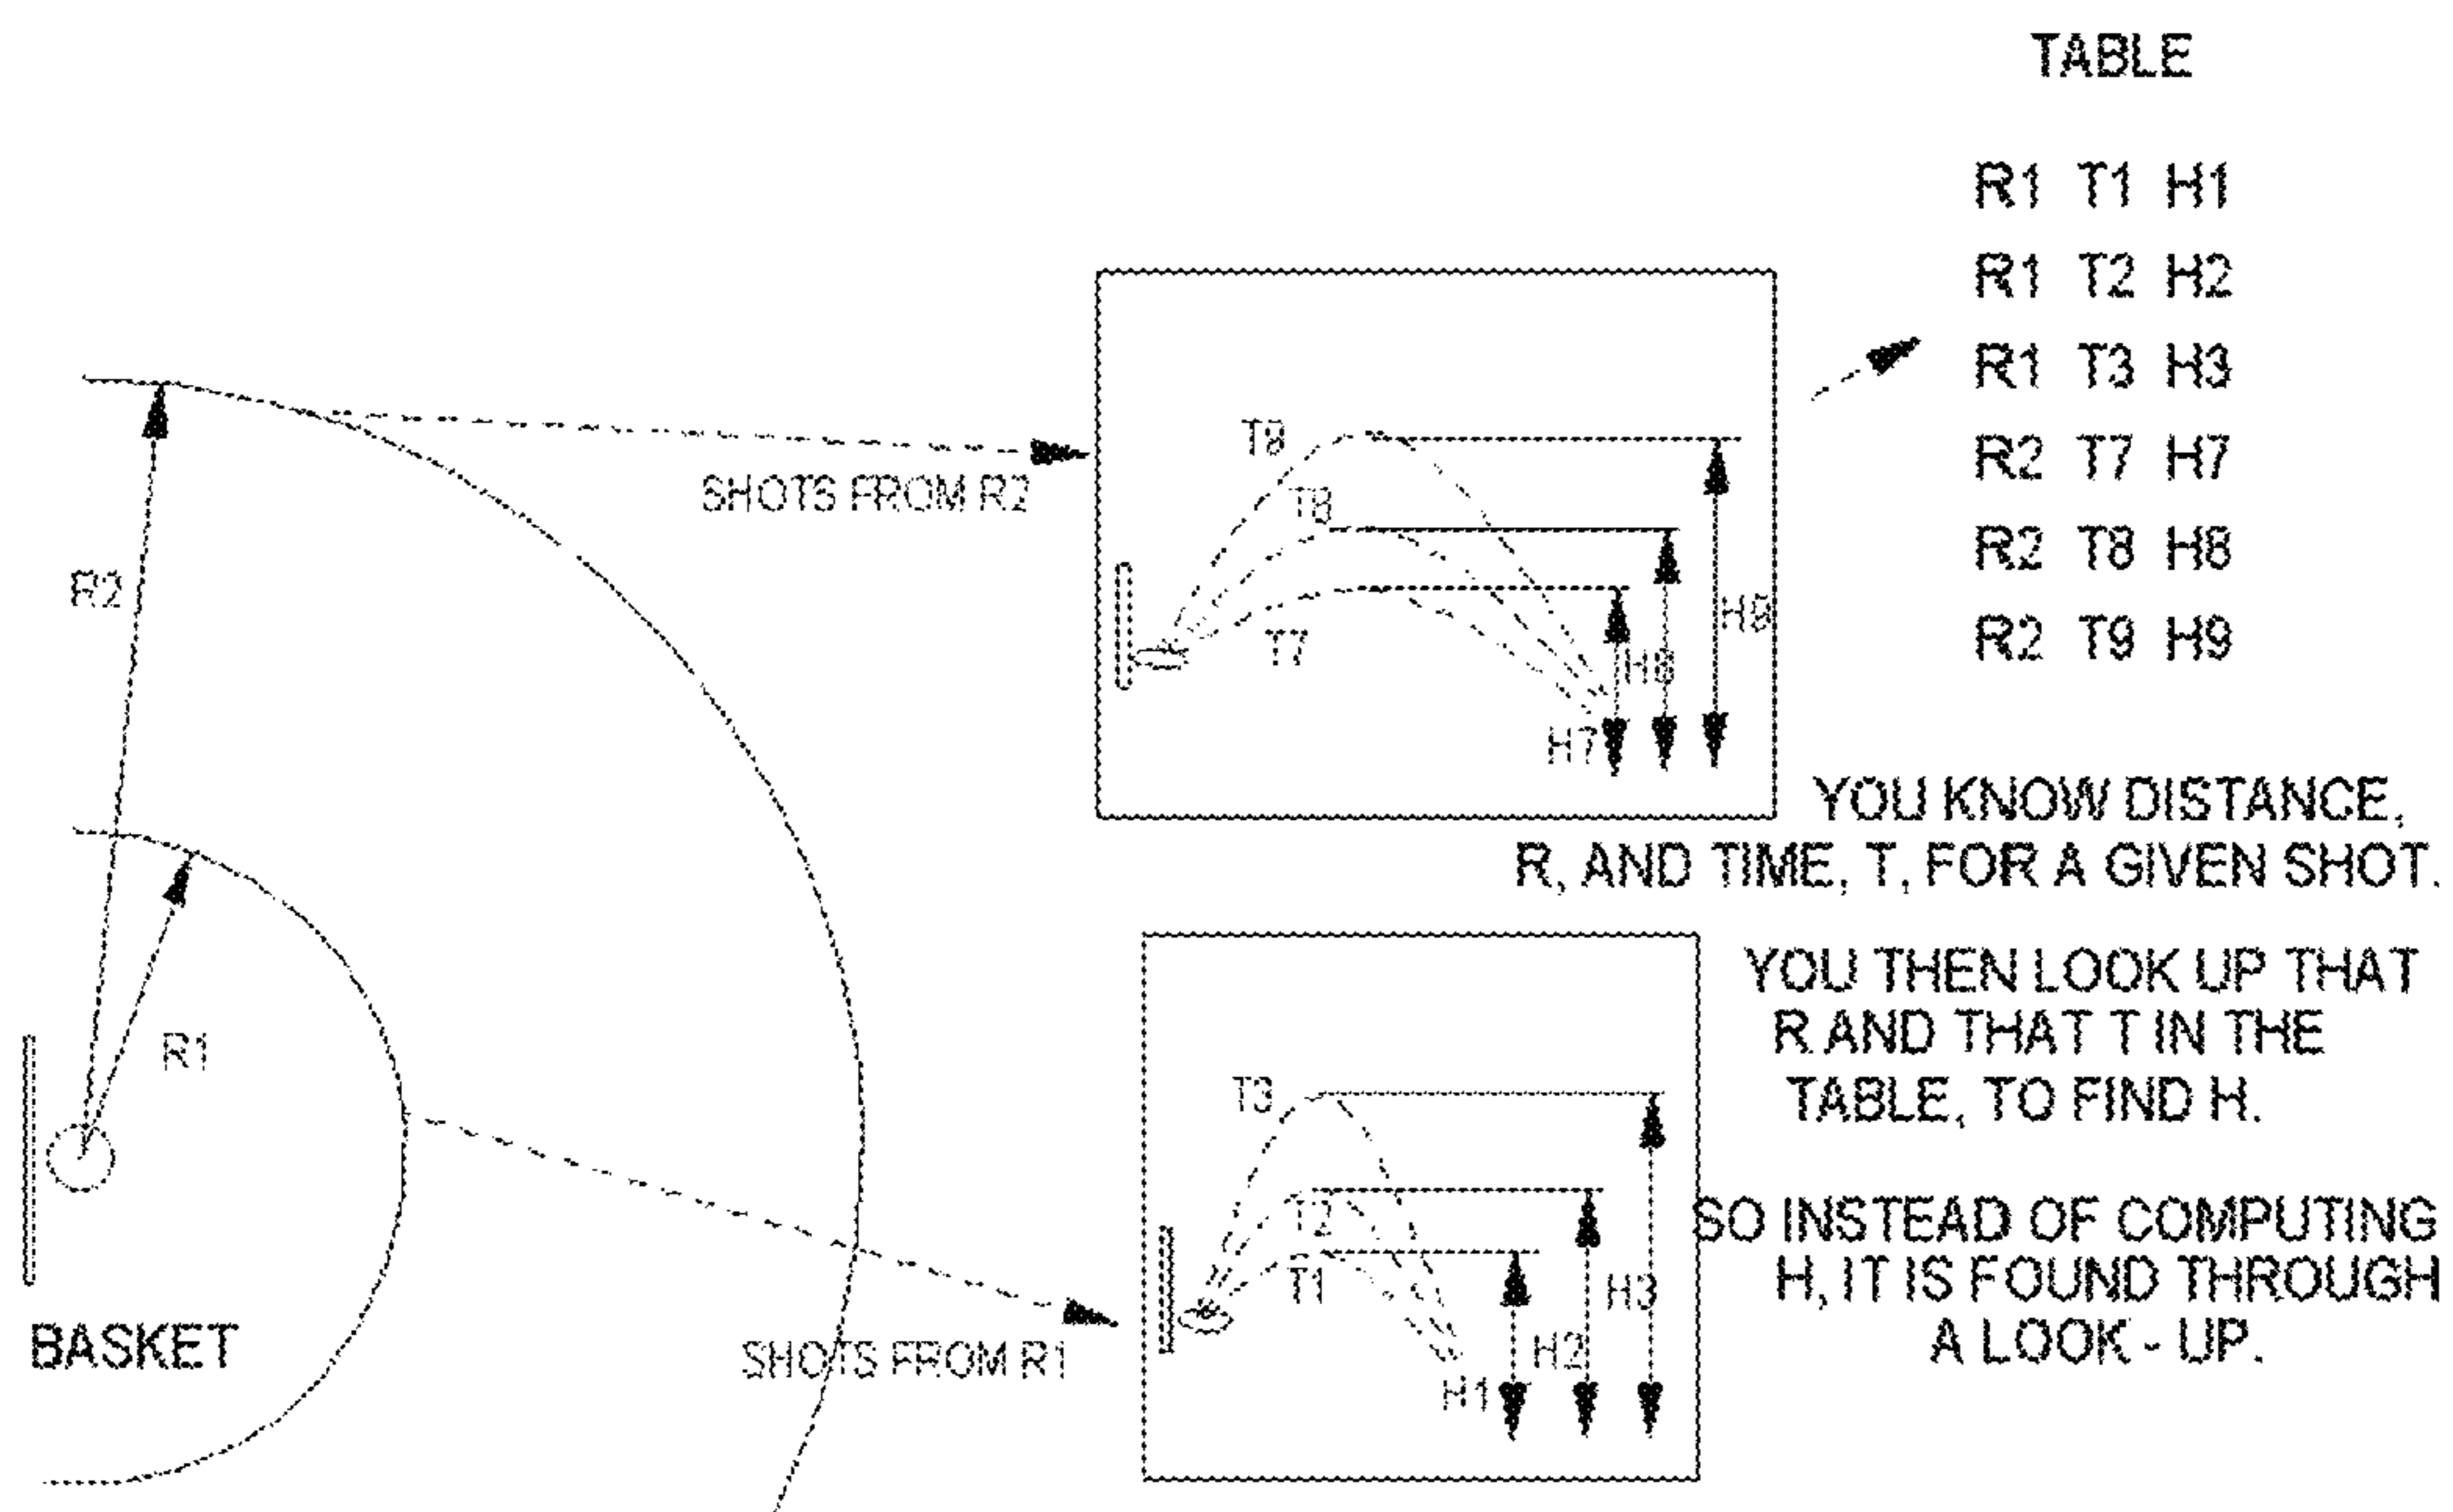 TABLE
R1 T1 H1
R1 T2 H2
R1 T3 H3
R2 T7 H7
R2 T8 H8
R2 T9 H9
SHOTS FROM R2
R2
R1
BASKET
SHOTS FROM R1
T9
T8
T7
H9
H8
H7
YOU KNOW DISTANCE,
R, AND TIME, T, FOR A GIVEN SHOT.
YOU THEN LOOK UP THAT
R AND THAT T IN THE
TABLE, TO FIND H.
SO INSTEAD OF COMPUTING
H, IT IS FOUND THROUGH
A LOOK - UP.
T3
T2
T1
H3
H2
H1